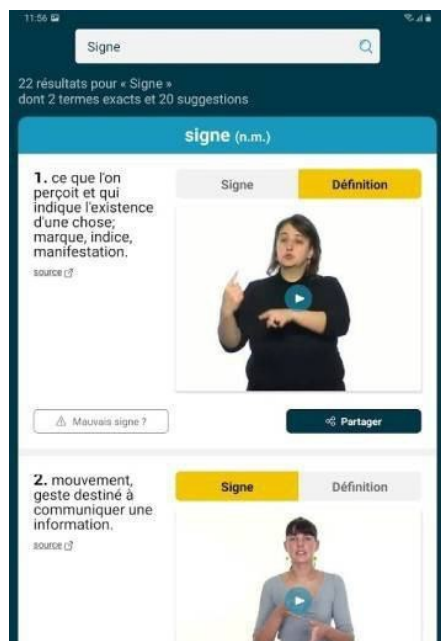 11:56
Signe
22 résultats pour « Signe »
dont 2 termes exacts et 20 suggestions
signe (n.m.)
1. ce que l'on
perçoit et qui
indique l'existence
d'une chose;
marque, indice,
manifestation.
source
Signe
Définition
Mauvais signe ?
Partager
2. mouvement,
geste destiné à
communiquer une
information.
source
Signe
Définition